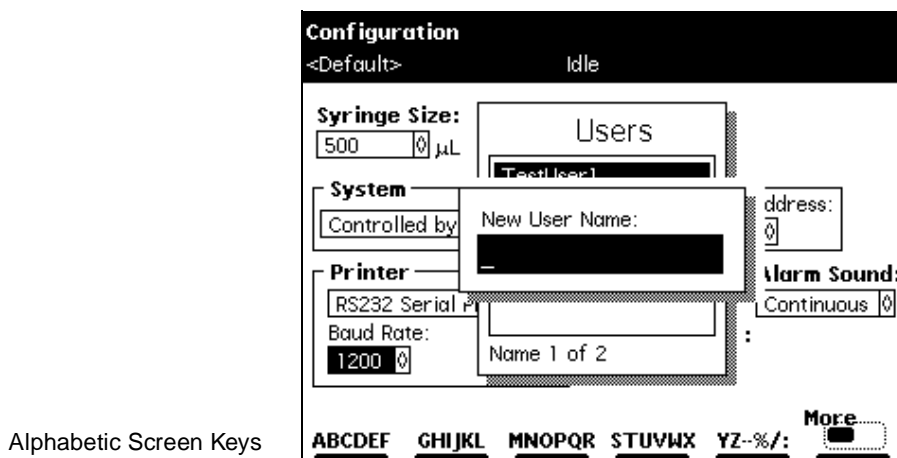 Configuration
<Default> Idle
Syringe Size:
500 μL
Users
TestUser1
System
Controlled by
ddress:
New User Name:
_
Printer
RS232 Serial P
Baud Rate:
1200
Alarm Sound:
Continuous
:
Name 1 of 2
More
Alphabetic Screen Keys
ABCDEF GHIJKL MNOPQR STUVWX YZ--%/: